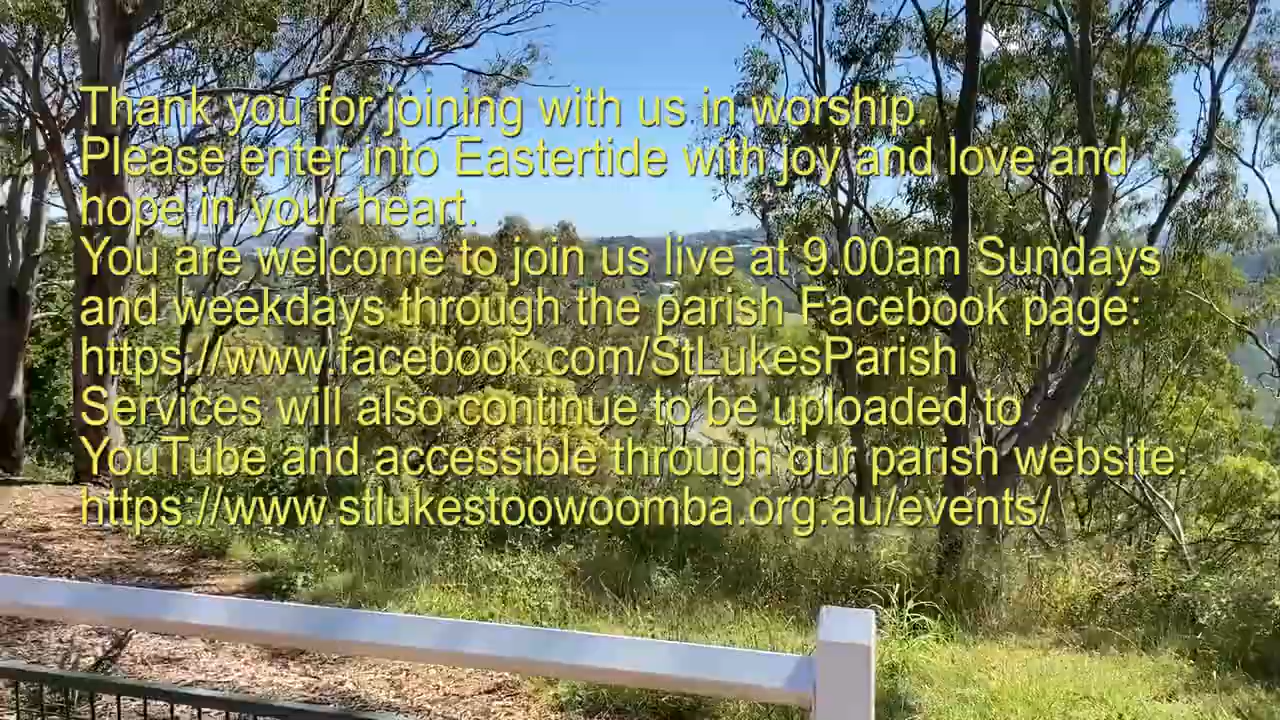 Thank you for joining with us in worship.
Please enter into Eastertide with joy and love and
hope in your heart.
You are welcome to join us live at 9.00am Sundays
and weekdays through the parish Facebook page:
https://www.facebook.com/StLukesParish
Services will also continue to be uploaded to
YouTube and accessible through our parish website:
https://www.stlukestoowoomba.org.au/events/